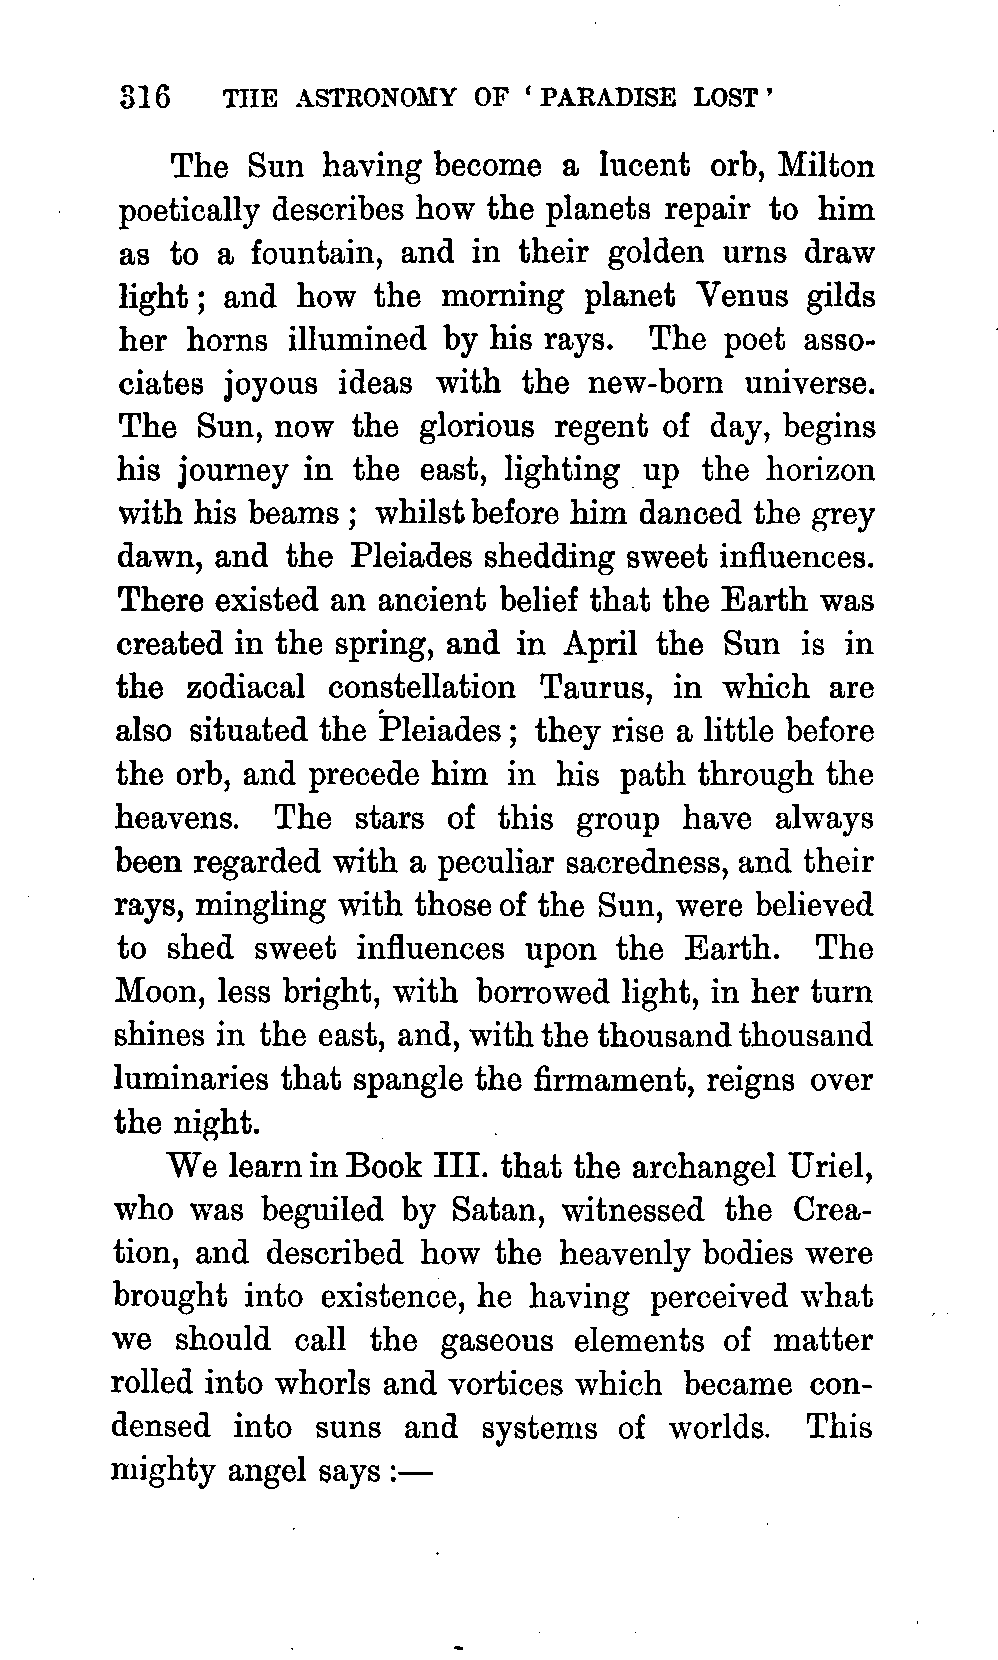 316 THE ASTRONOMY OF ‘ PARADISE LOST ’
The Sun having become a lucent orb, Milton
poetically describes how the planets repair to him
as to a fountain, and in their golden urns draw
light ; and how the morning planet Venus gilds
her horns illumined by his rays. The poet asso-
ciates joyous ideas with the new-born universe.
The Sun, now the glorious regent of day, begins
his journey in the east, lighting up the horizon
with his beams ; whilst before him danced the grey
dawn, and the Pleiades shedding sweet influences.
There existed an ancient belief that the Earth was
created in the spring, and in April the Sun is in
the zodiacal constellation Taurus, in which are
also situated the Pleiades ; they rise a little before
the orb, and precede him in his path through the
heavens. The stars of this group have always
been regarded with a peculiar sacredness, and their
rays, mingling with those of the Sun, were believed
to shed sweet influences upon the Earth. The
Moon, less bright, with borrowed light, in her turn
shines in the east, and, with the thousand thousand
luminaries that spangle the firmament, reigns over
the night.
We learn in Book III. that the archangel Uriel,
who was beguiled by Satan, witnessed the Crea-
tion, and described how the heavenly bodies were
brought into existence, he having perceived what
we should call the gaseous elements of matter
rolled into whorls and vortices which became con-
densed into suns and systems of worlds. This
mighty angel says :—